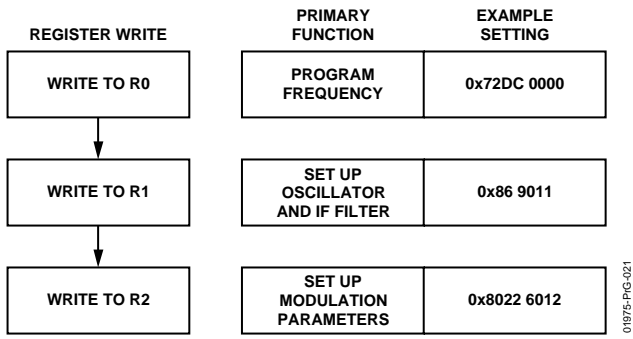 REGISTER WRITE
PRIMARY
FUNCTION
EXAMPLE
SETTING
WRITE TO R0
PROGRAM
FREQUENCY
0x72DC 0000
WRITE TO R1
SET UP
OSCILLATOR
AND IF FILTER
0x86 9011
WRITE TO R2
SET UP
MODULATION
PARAMETERS
0x8022 6012
01975-PrG-021